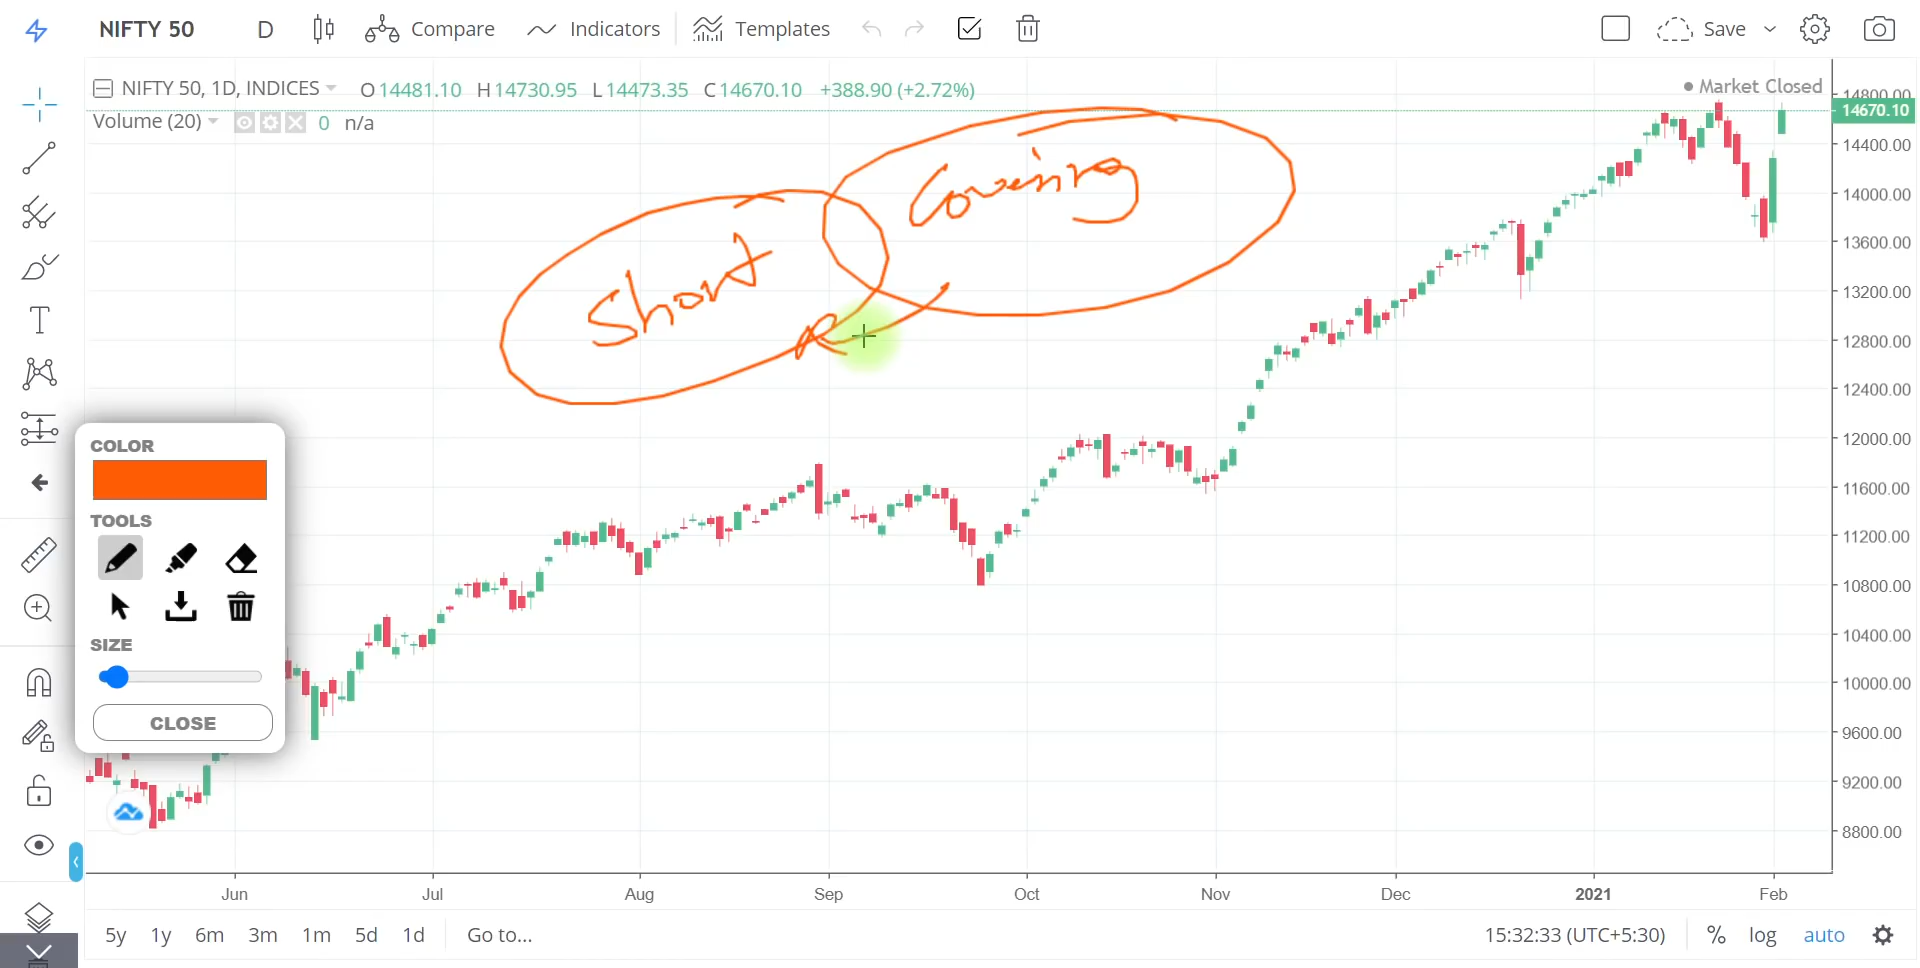 NIFTY 50 D Compare Indicators Templates Save
NIFTY 50, 1D, INDICES O 14481.10 H 14730.95 L 14473.35 C 14670.10 +388.90 (+2.72%) Market Closed
Volume (20) 0 n/a
14800.00
14670.10
14400.00
14000.00
13600.00
13200.00
12800.00
12400.00
12000.00
11600.00
11200.00
10800.00
10400.00
10000.00
9600.00
9200.00
8800.00
Covering
Short
COLOR
TOOLS
SIZE
CLOSE
T
Jun Jul Aug Sep Oct Nov Dec 2021 Feb
5y 1y 6m 3m 1m 5d 1d Go to... 15:32:33 (UTC+5:30) % log auto